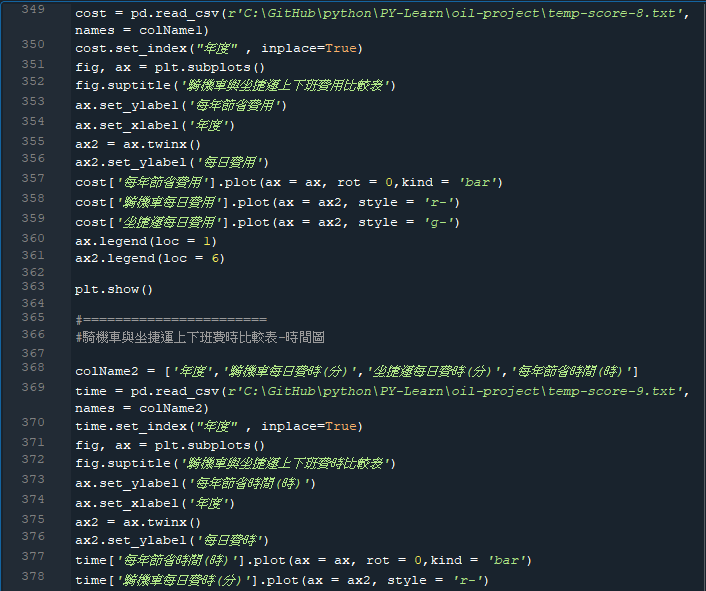 349 cost = pd.read_csv(r'C:\GitHub\python\PY-Learn\oil-project\temp-score-8.txt',
names = colName1)
350 cost.set_index("年度" , inplace=True)
351 fig, ax = plt.subplots()
352 fig.suptitle('騎機車與坐捷運上下班費用比較表')
353 ax.set_ylabel('每年節省費用')
354 ax.set_xlabel('年度')
355 ax2 = ax.twinx()
356 ax2.set_ylabel('每日費用')
357 cost['每年節省費用'].plot(ax = ax, rot = 0,kind = 'bar')
358 cost['騎機車每日費用'].plot(ax = ax2, style = 'r-')
359 cost['坐捷運每日費用'].plot(ax = ax2, style = 'g-')
360 ax.legend(loc = 1)
361 ax2.legend(loc = 6)
362
363 plt.show()
364
365 #=======================
366 #騎機車與坐捷運上下班費時比較表-時間圖
367
368 colName2 = ['年度','騎機車每日費時(分)','坐捷運每日費時(分)','每年節省時間(時)']
369 time = pd.read_csv(r'C:\GitHub\python\PY-Learn\oil-project\temp-score-9.txt',
names = colName2)
370 time.set_index("年度" , inplace=True)
371 fig, ax = plt.subplots()
372 fig.suptitle('騎機車與坐捷運上下班費時比較表')
373 ax.set_ylabel('每年節省時間(時)')
374 ax.set_xlabel('年度')
375 ax2 = ax.twinx()
376 ax2.set_ylabel('每日費時')
377 time['每年節省時間(時)'].plot(ax = ax, rot = 0,kind = 'bar')
378 time['騎機車每日費時(分)'].plot(ax = ax2, style = 'r-')